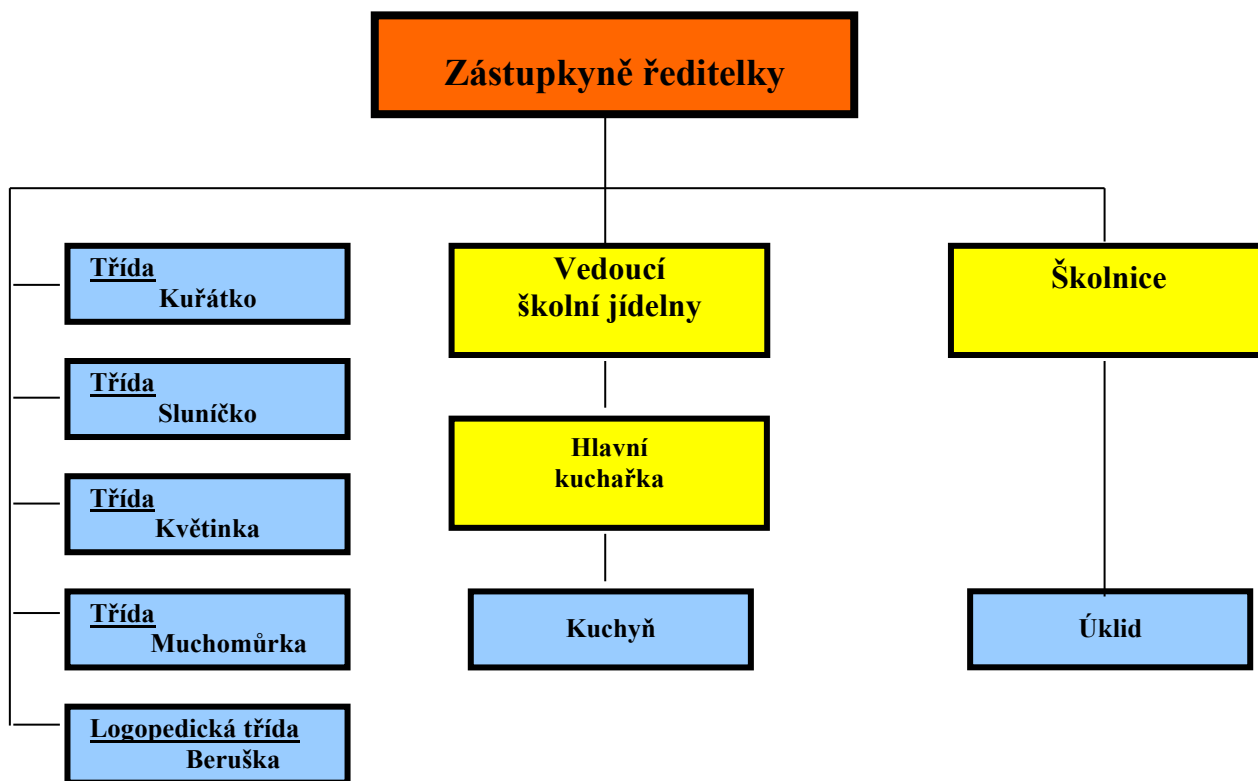 Zástupkyně ředitelky
Třída
Kuřátko
Třída
Sluníčko
Třída
Květinka
Třída
Muchomůrka
Logopedická třída
Beruška
Vedoucí
školní jídelny
Hlavní
kuchařka
Kuchyň
Školnice
Úklid